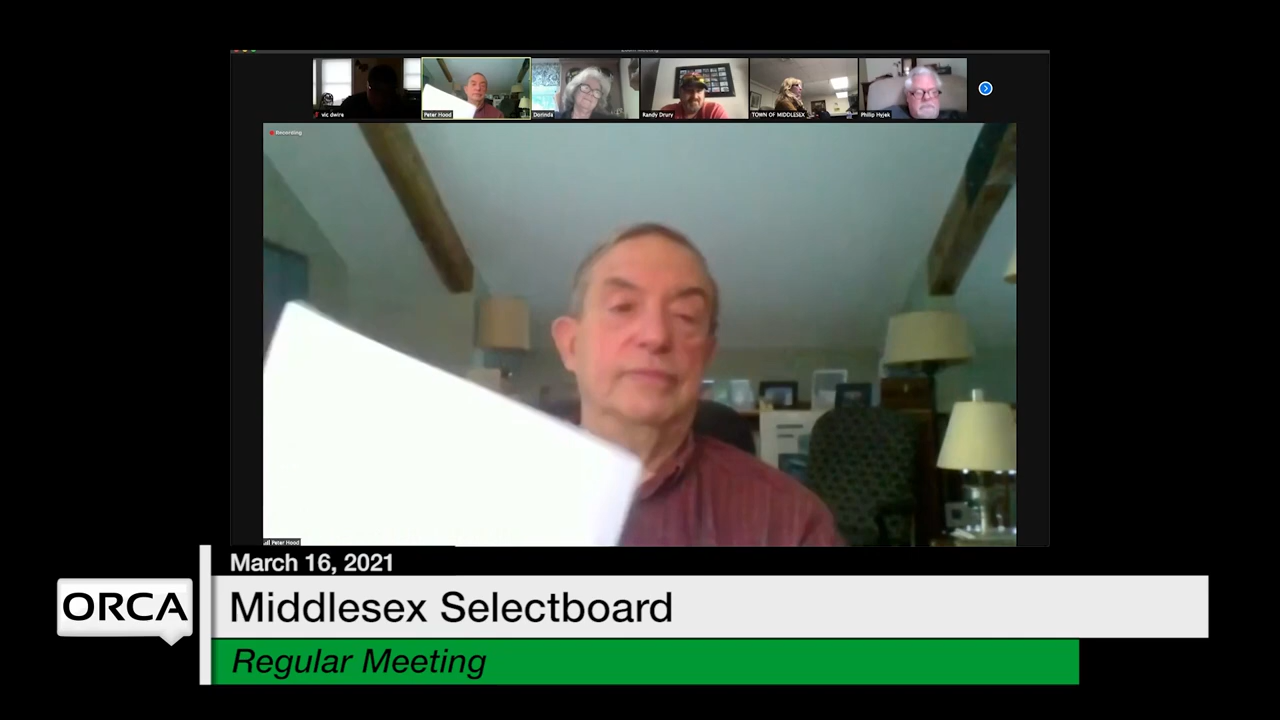 vic dwire
Peter Hood
Dorinda
Randy Drury
TOWN OF MIDDLESEX
Philip Hyjek
Recording
Peter Hood
March 16, 2021
ORCA
Middlesex Selectboard
Regular Meeting